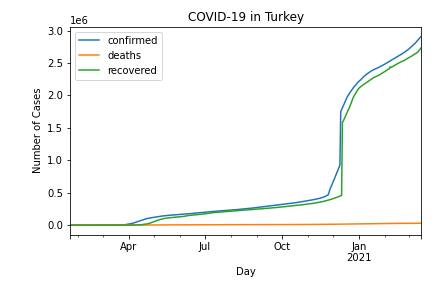 COVID-19 in Turkey
1e6
confirmed
deaths
recovered
3.0
2.5
2.0
1.5
1.0
0.5
0.0
Number of Cases
Apr
Jul
Oct
Jan
2021
Day